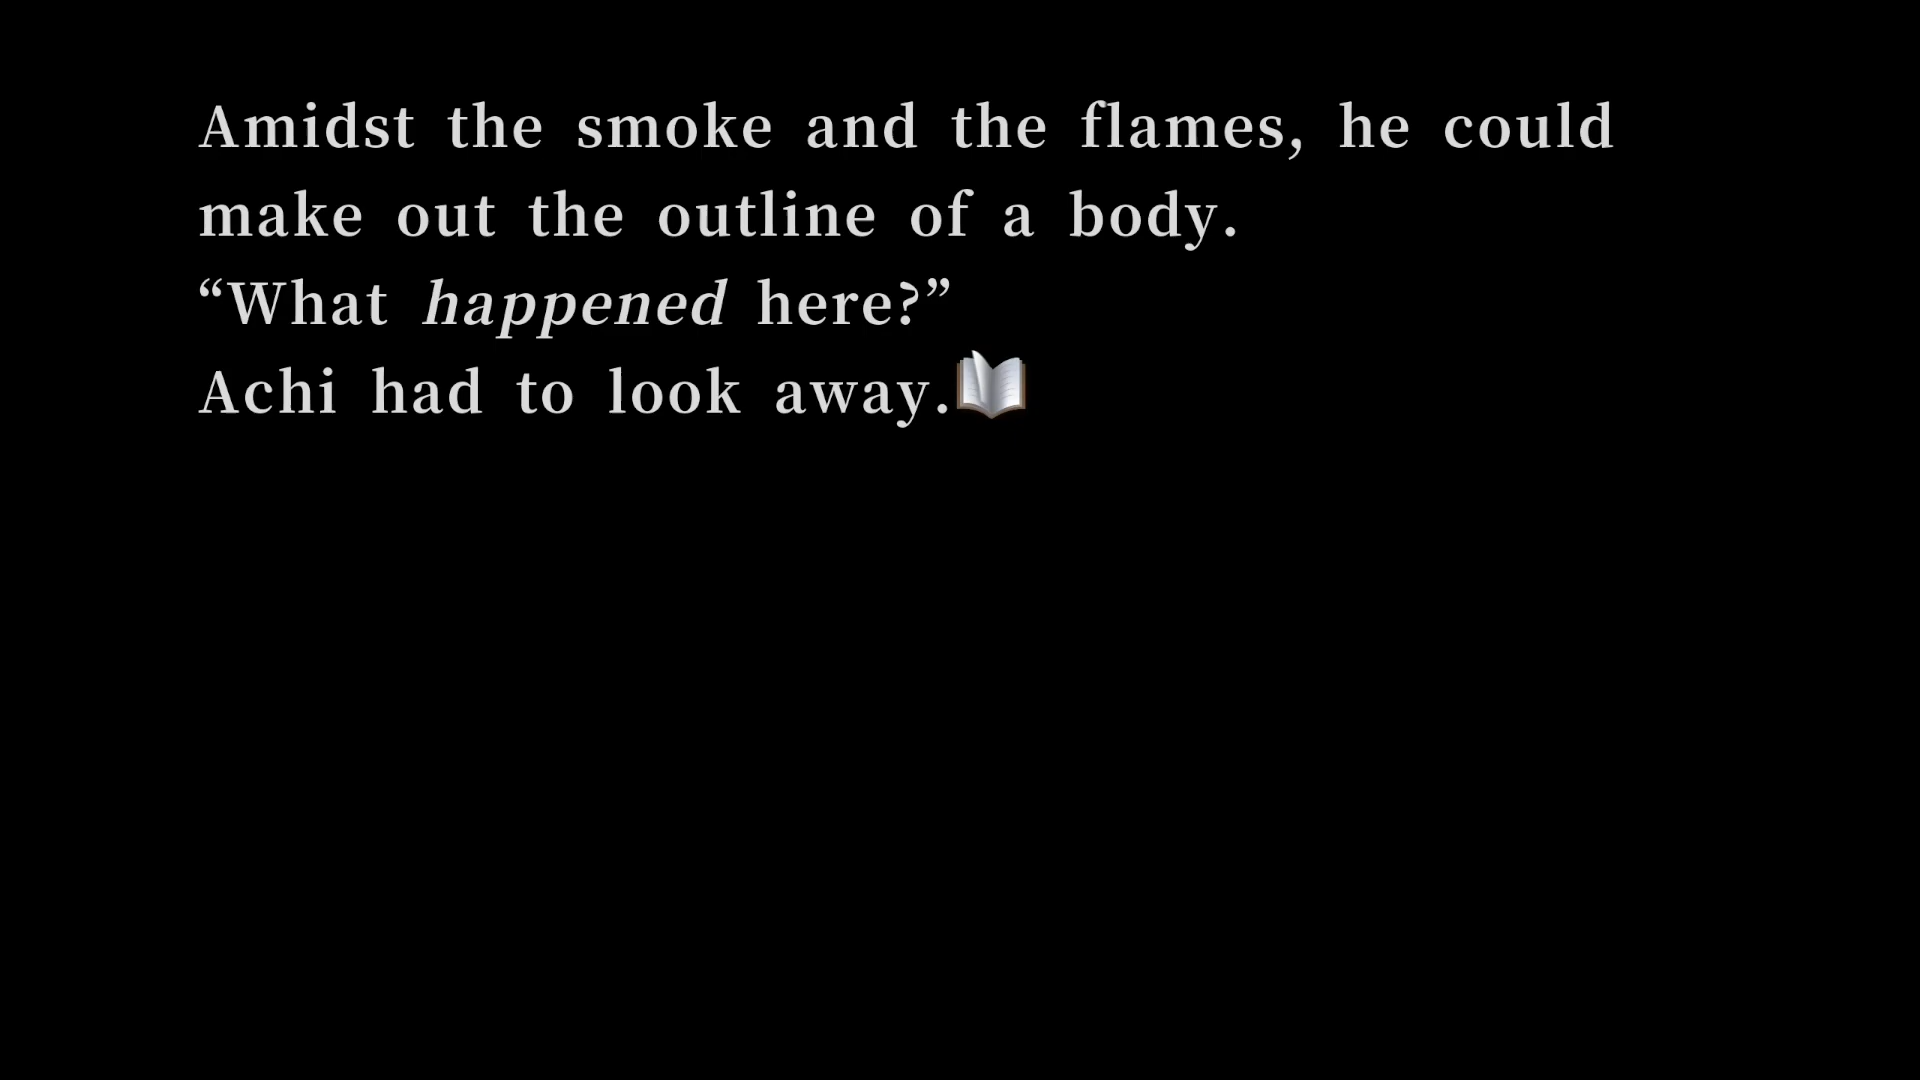 Amidst the smoke and the flames, he could
make out the outline of a body.
“What happened here?”
Achi had to look away.